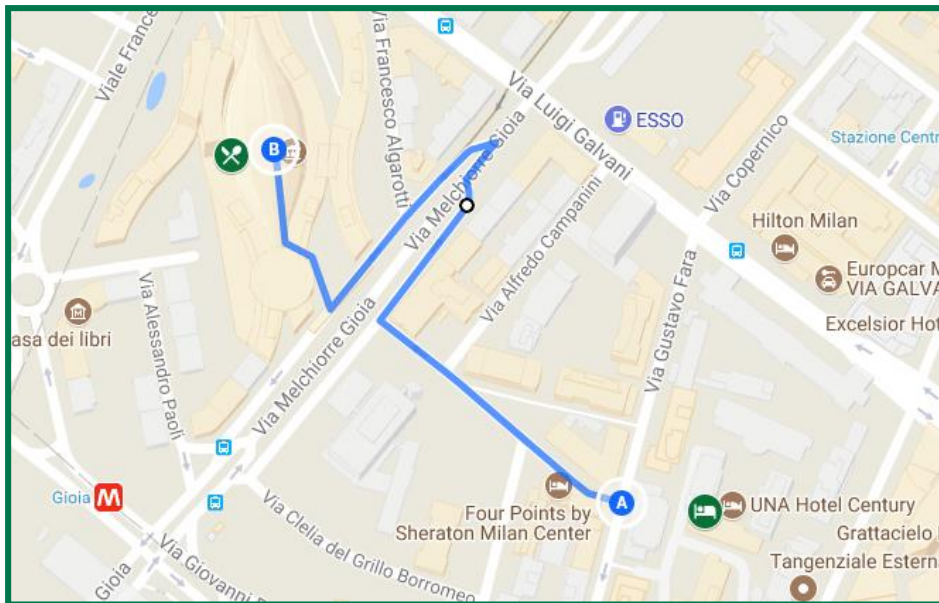 Viale France
Via Francesco Algarotti
Via Luigi Galvani
ESSO
Via Copernico
Stazione Centr
B
Via Melchiorre Gioia
Via Alfredo Campanini
Hilton Milan
Europcar M
VIA GALVA
Excelsior Hot
asa dei libri
Via Alessandro Paoli
Via Melchiorre Gioia
Via Gustavo Fara
Gioia
M
Four Points by
Sheraton Milan Center
A
UNA Hotel Century
Grattacielo
Tangenziale Estern
Via Clelia del Grillo Borromeo
Via Giovanni
Gioia